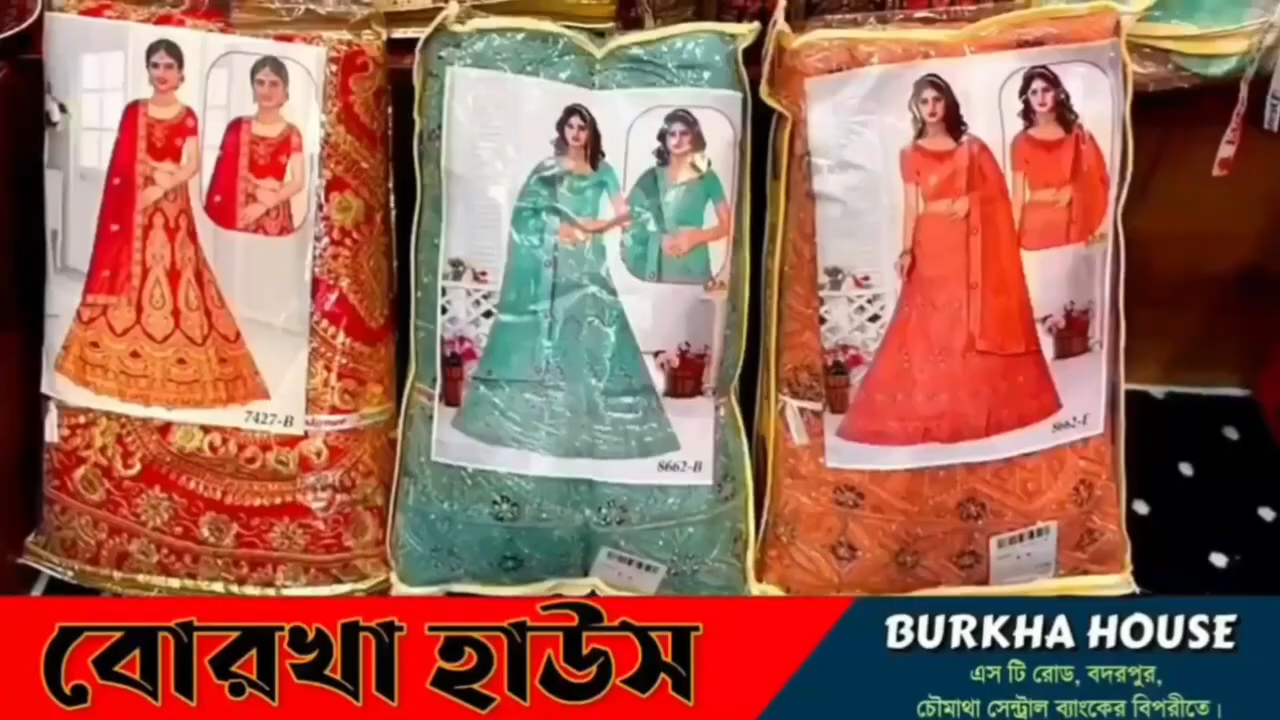 7427-B
8662-B
8662-F
বোরখা হাউস
BURKHA HOUSE
এস টি রোড, বদরপুর,
চৌমাথা সেন্ট্রাল ব্যাংকের বিপরীতে।